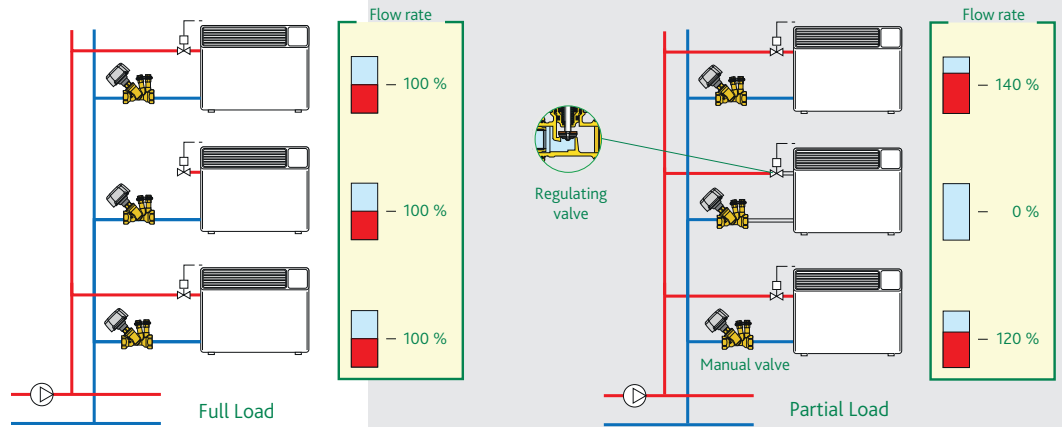 Flow rate
100 %
100 %
100 %
Full Load
Regulating
valve
Manual valve
Partial Load
Flow rate
140 %
0 %
120 %